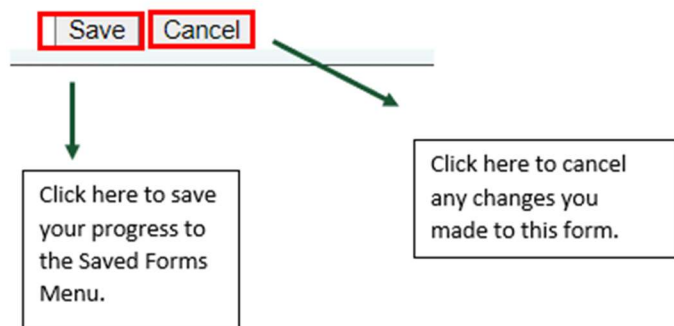 Save Cancel
Click here to save
your progress to
the Saved Forms
Menu.
Click here to cancel
any changes you
made to this form.